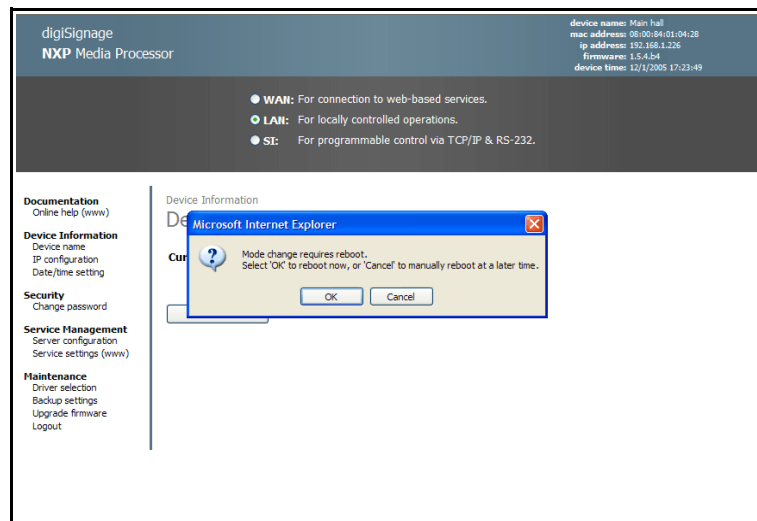 digiSignage
NXP Media Processor
device name: Main hall
mac address: 08:00:84:01:04:28
ip address: 192.168.1.226
firmware: 1.5.4.b4
device time: 12/1/2005 17:23:49
WAN: For connection to web-based services.
LAN: For locally controlled operations.
SI: For programmable control via TCP/IP & RS-232.
Documentation
Online help (www)
Device Information
Device name
IP configuration
Date/time setting
Security
Change password
Service Management
Server configuration
Service settings (www)
Maintenance
Driver selection
Backup settings
Upgrade firmware
Logout
Device Information
De
Cur
Microsoft Internet Explorer
Mode change requires reboot.
Select 'OK' to reboot now, or 'Cancel' to manually reboot at a later time.
OK
Cancel